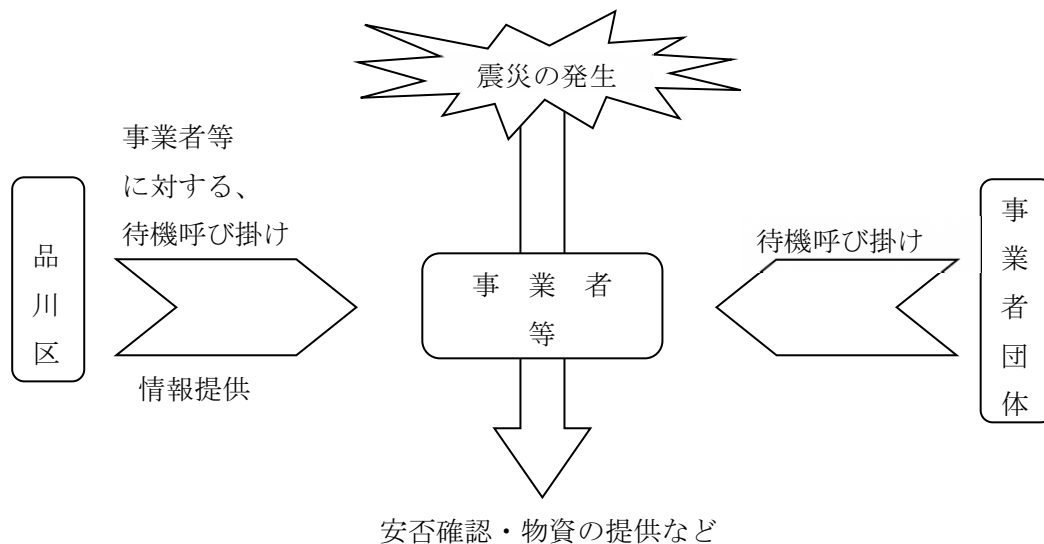 震災の発生
事業者等
に対する、
待機呼び掛け
品川区
情報提供
事業者
等
待機呼び掛け
事業者団体
安否確認・物資の提供など